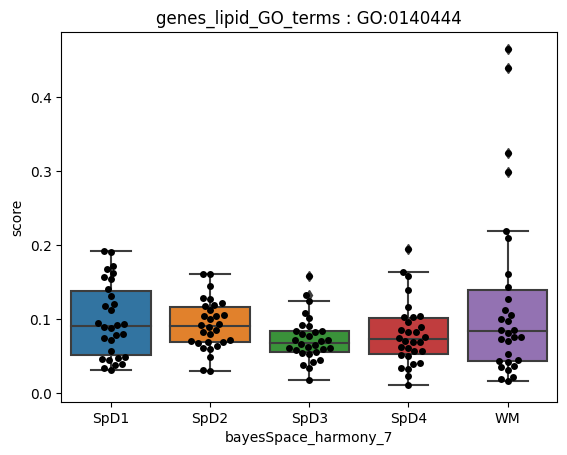 genes_lipid_GO_terms : GO:0140444
score
0.4
0.3
0.2
0.1
0.0
SpD1 SpD2 SpD3 SpD4 WM
bayesSpace_harmony_7